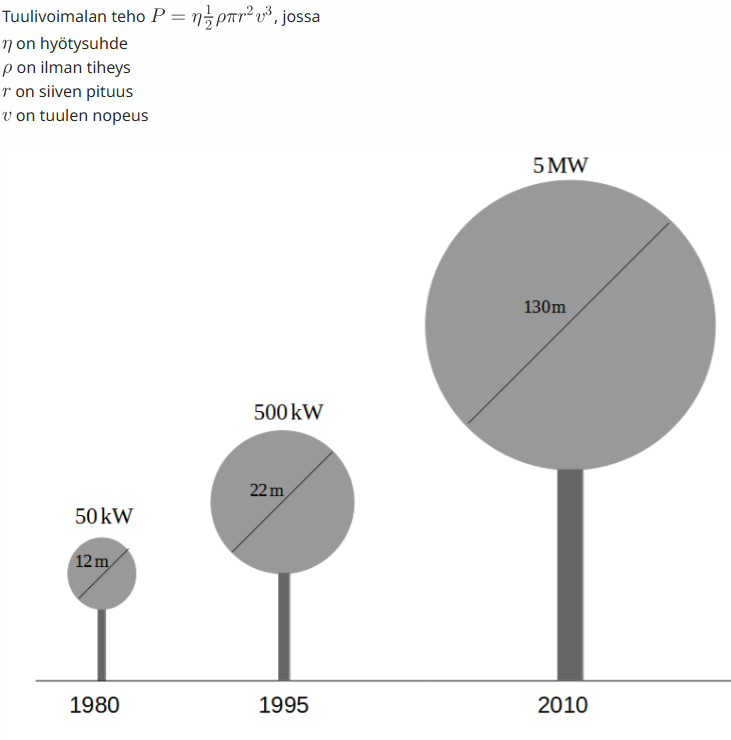 Tuulivoimalan teho P = η½ρπr²v³, jossa
η on hyötysuhde
ρ on ilman tiheys
r on siiven pituus
v on tuulen nopeus
5 MW
130m
500 kW
22 m
50 kW
12 m
1980
1995
2010